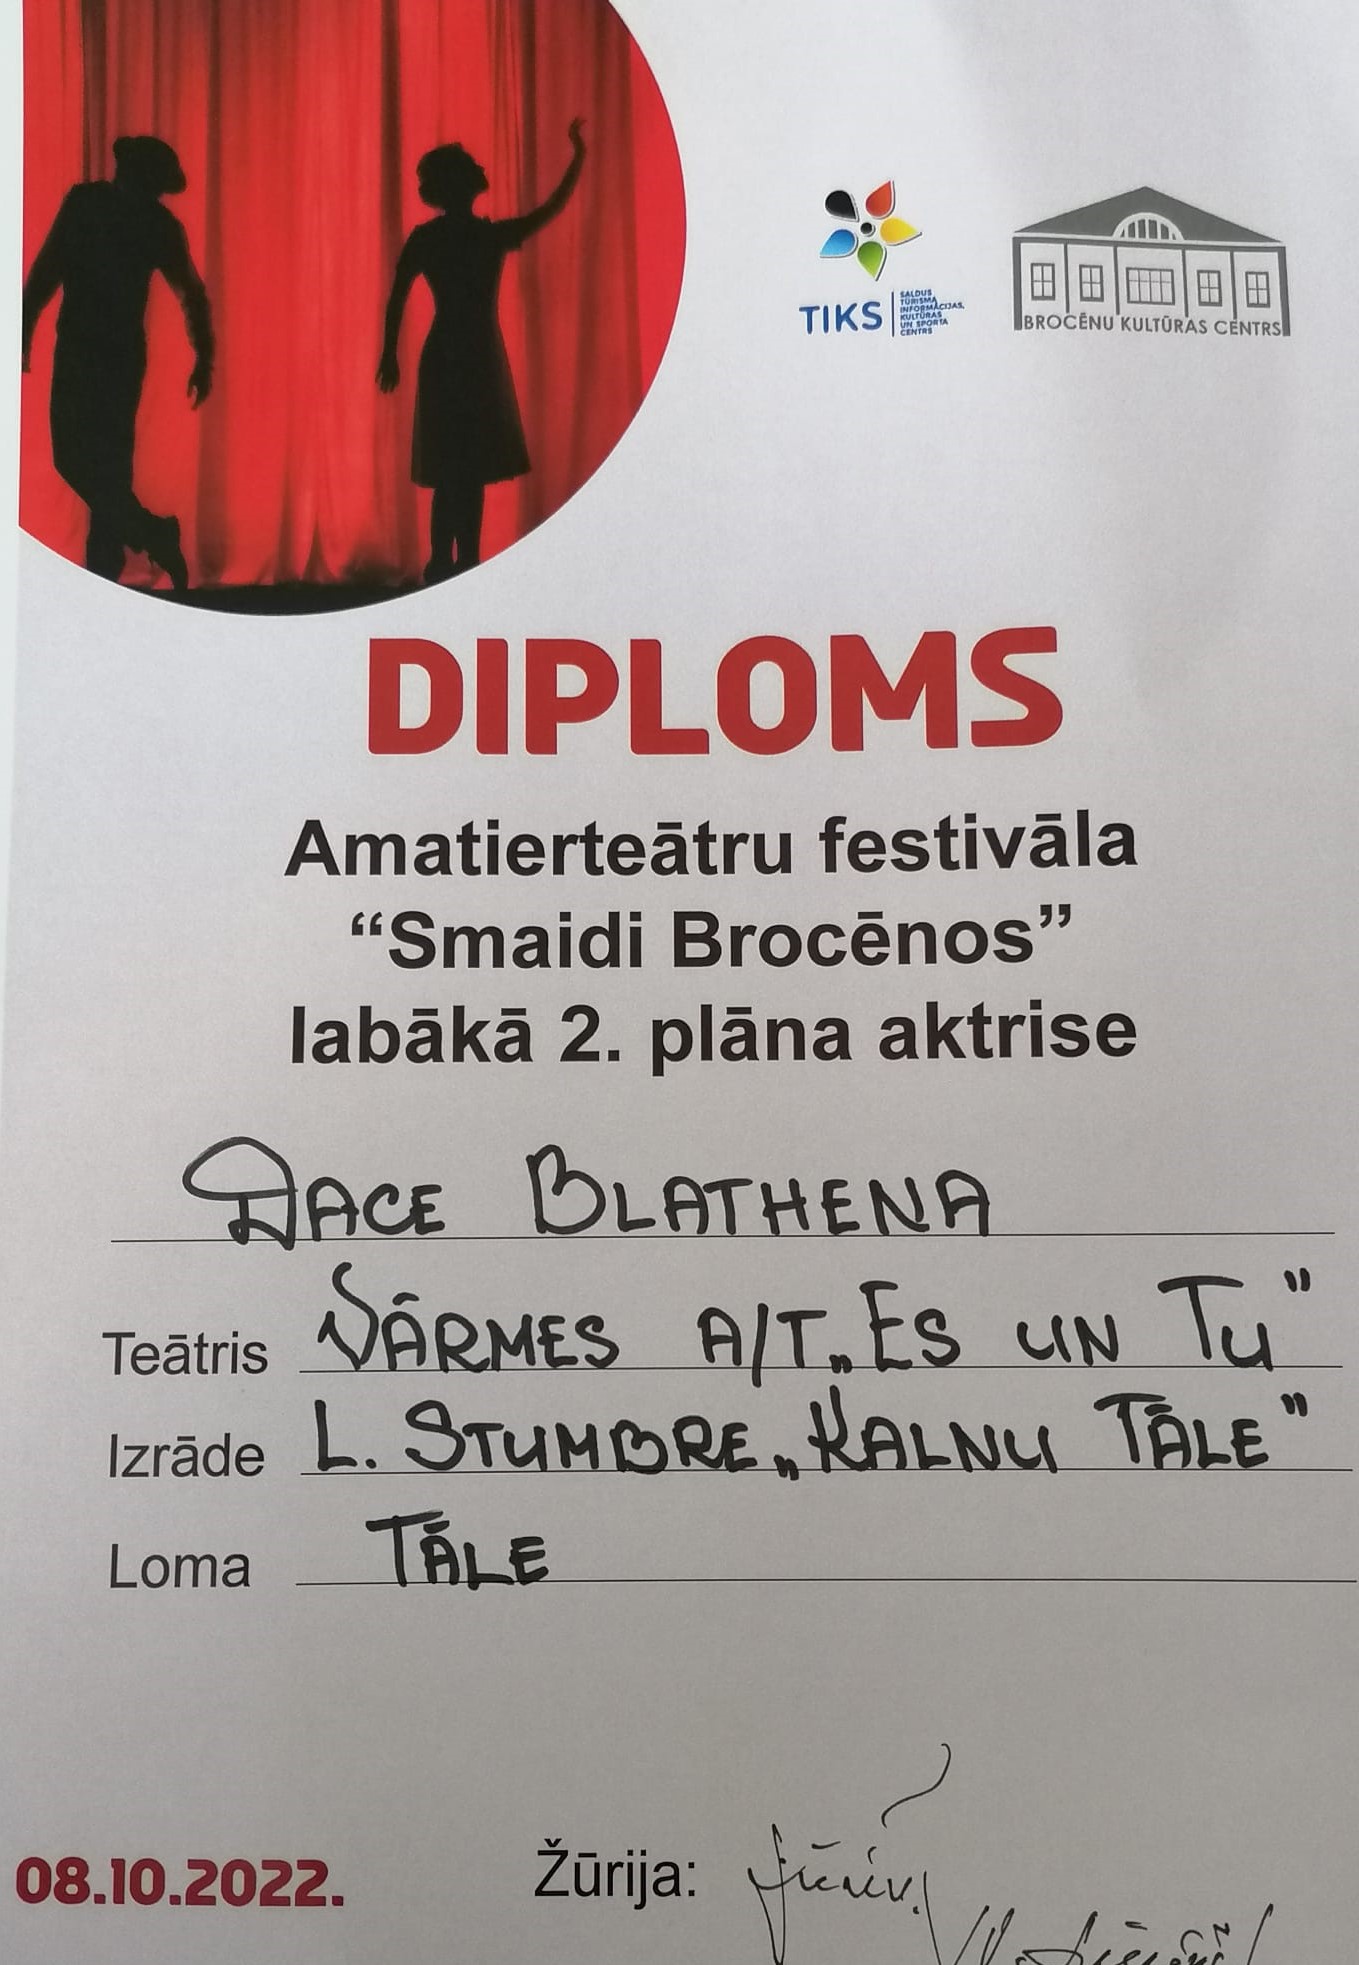 TIKS
SALDUS
TŪRISMA,
INFORMĀCIJAS,
KULTŪRAS
UN SPORTA
CENTRS
BROCĒNU KULTŪRAS CENTRS
DIPLOMS
Amatierteātru festivāla
“Smaidi Brocēnos”
labākā 2. plāna aktrise
DACE BLATHENA
Teātris VĀRMES A/T „ES UN TU”
Izrāde L. STUMBRE „KALNU TĀLE”
Loma TĀLE
08.10.2022. Žūrija: